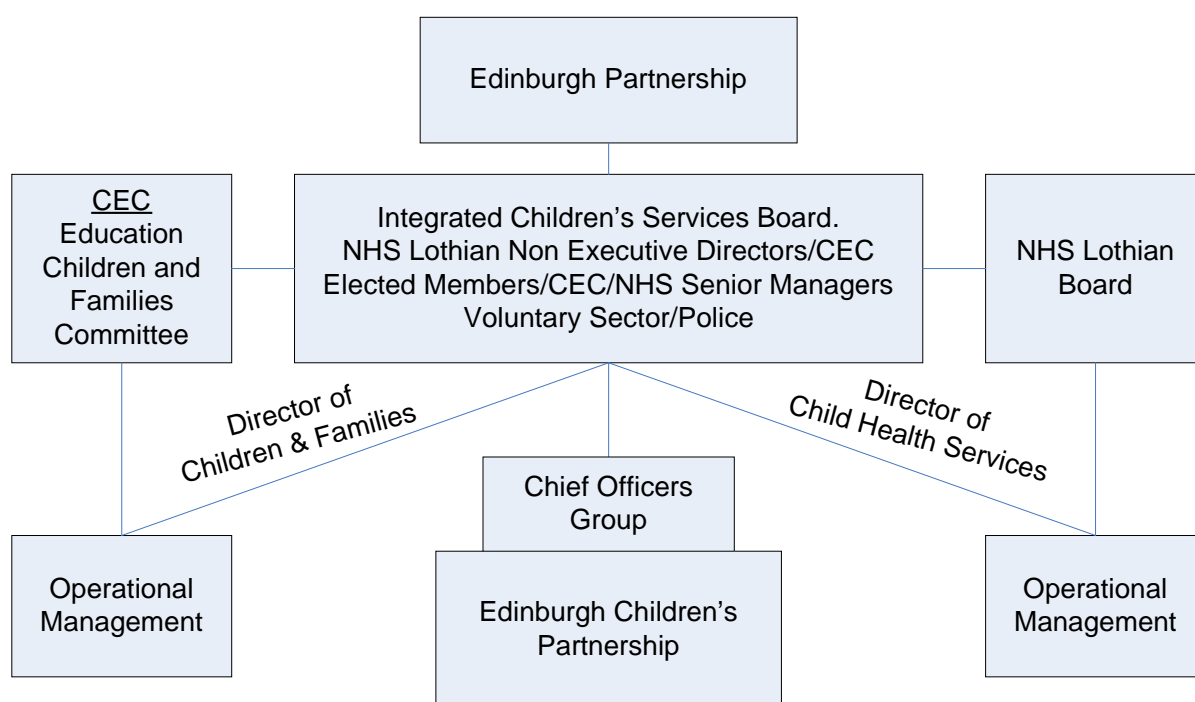 Edinburgh Partnership
CEC
Education
Children and
Families
Committee
Integrated Children’s Services Board.
NHS Lothian Non Executive Directors/CEC
Elected Members/CEC/NHS Senior Managers
Voluntary Sector/Police
NHS Lothian
Board
Director of
Children & Families
Director of
Child Health Services
Chief Officers
Group
Operational
Management
Edinburgh Children’s
Partnership
Operational
Management